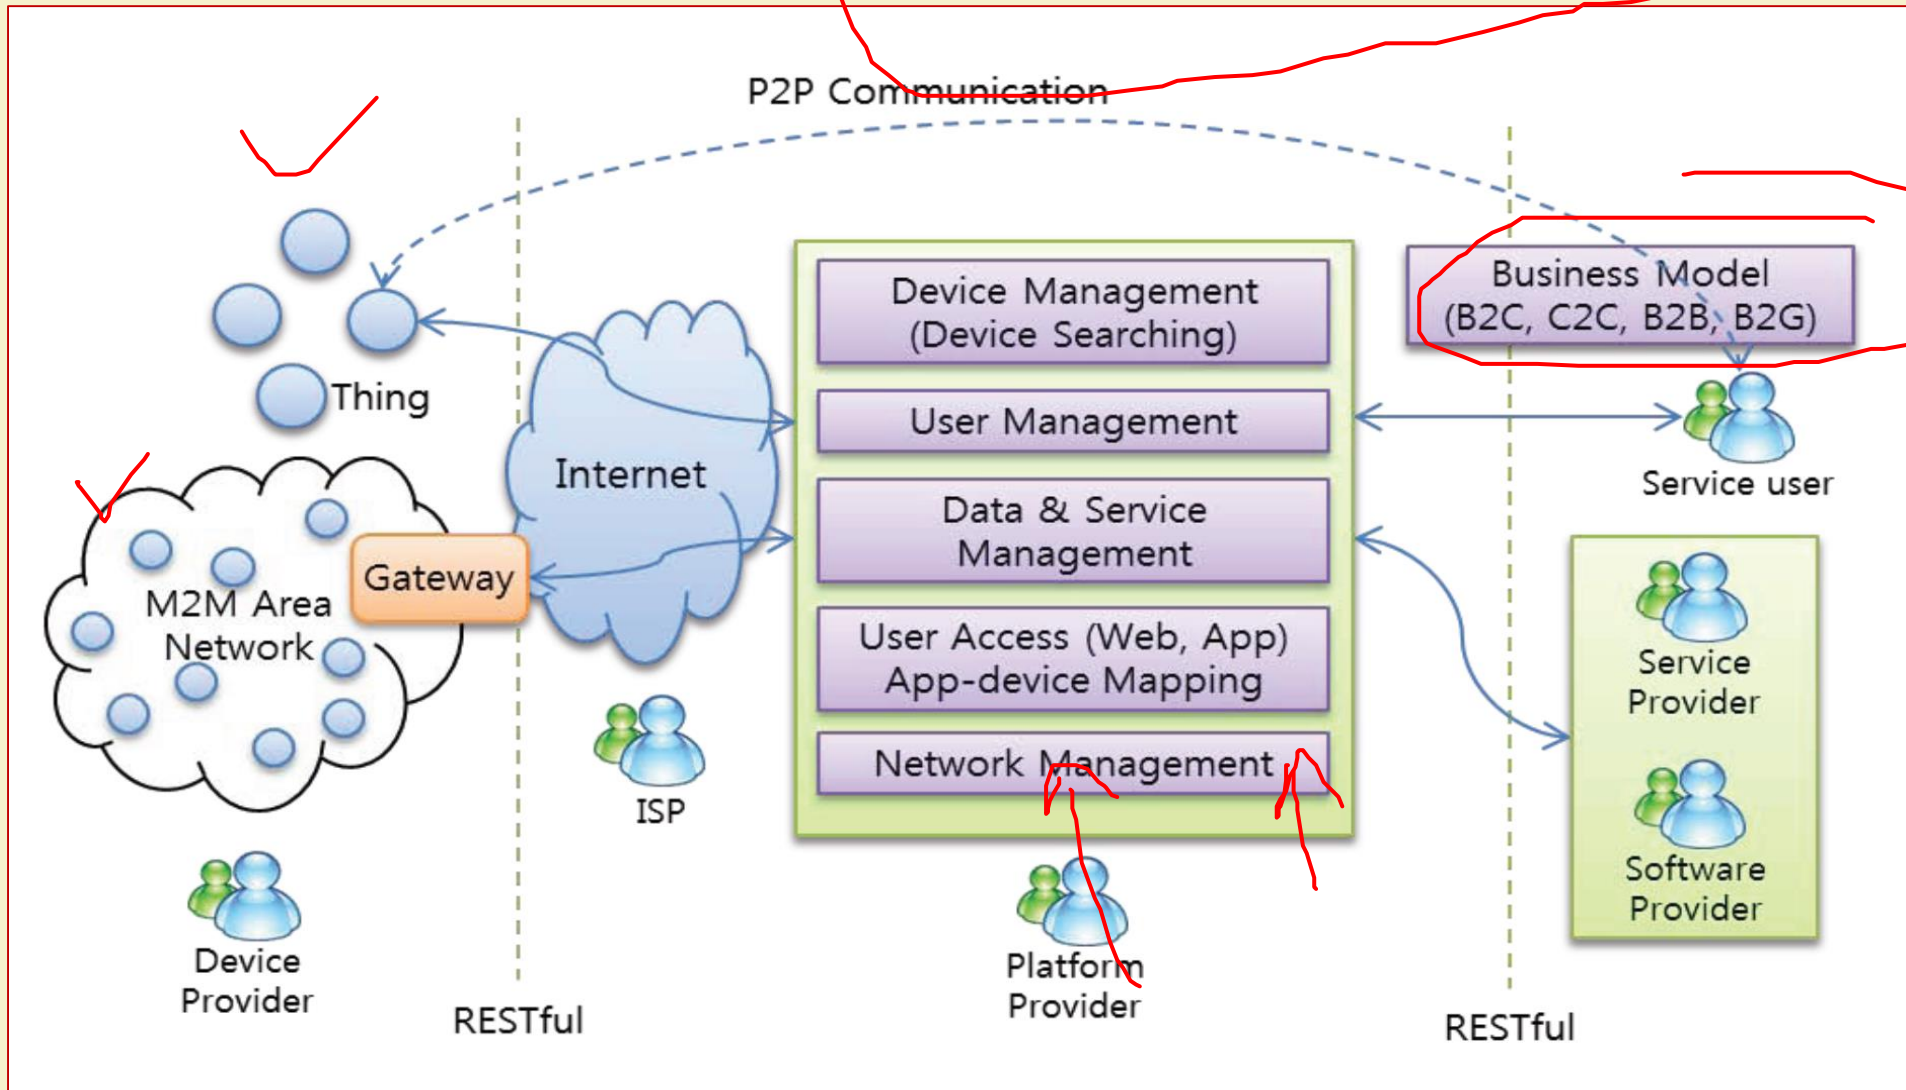 P2P Communication
Thing
M2M Area
Network
Gateway
Internet
Device Management
(Device Searching)
User Management
Data & Service
Management
User Access (Web, App)
App-device Mapping
Network Management
Business Model
(B2C, C2C, B2B, B2G)
Service user
Service
Provider
Software
Provider
ISP
Device
Provider
Platform
Provider
RESTful
RESTful